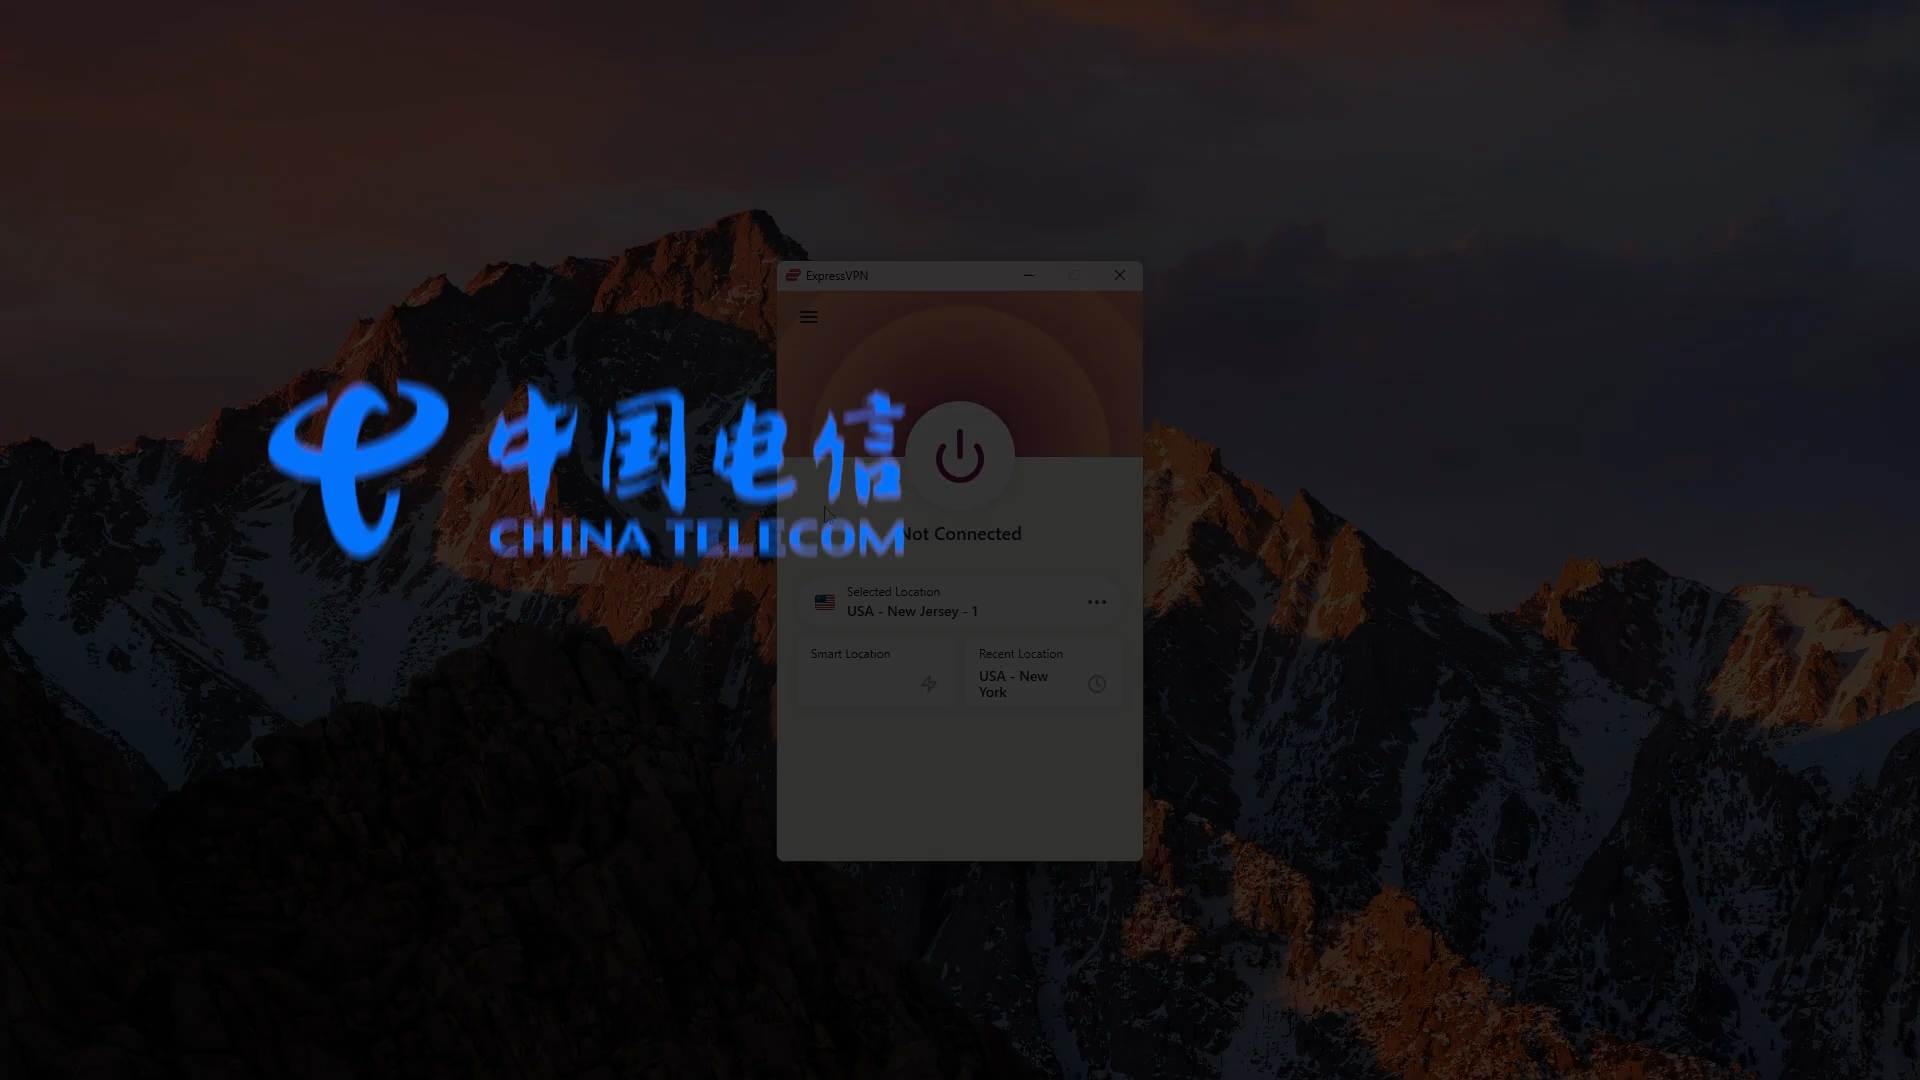 ExpressVPN
中国电信
CHINA TELECOM
Not Connected
Selected Location
USA - New Jersey - 1
Smart Location
Recent Location
USA - New
York